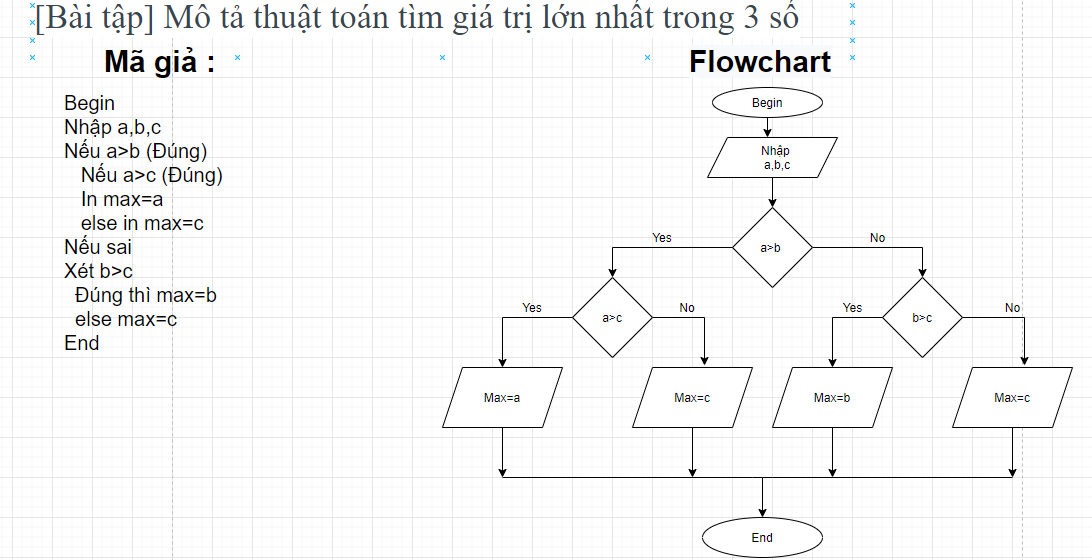 [Bài tập] Mô tả thuật toán tìm giá trị lớn nhất trong 3 số
Mã giả :
Begin
Nhập a,b,c
Nếu a>b (Đúng)
Nếu a>c (Đúng)
In max=a
else in max=c
Nếu sai
Xét b>c
Đúng thì max=b
else max=c
End
Flowchart
Begin
Nhập
a,b,c
a>b
Yes
No
a>c
Yes
No
b>c
Yes
No
Max=a
Max=c
Max=b
Max=c
End